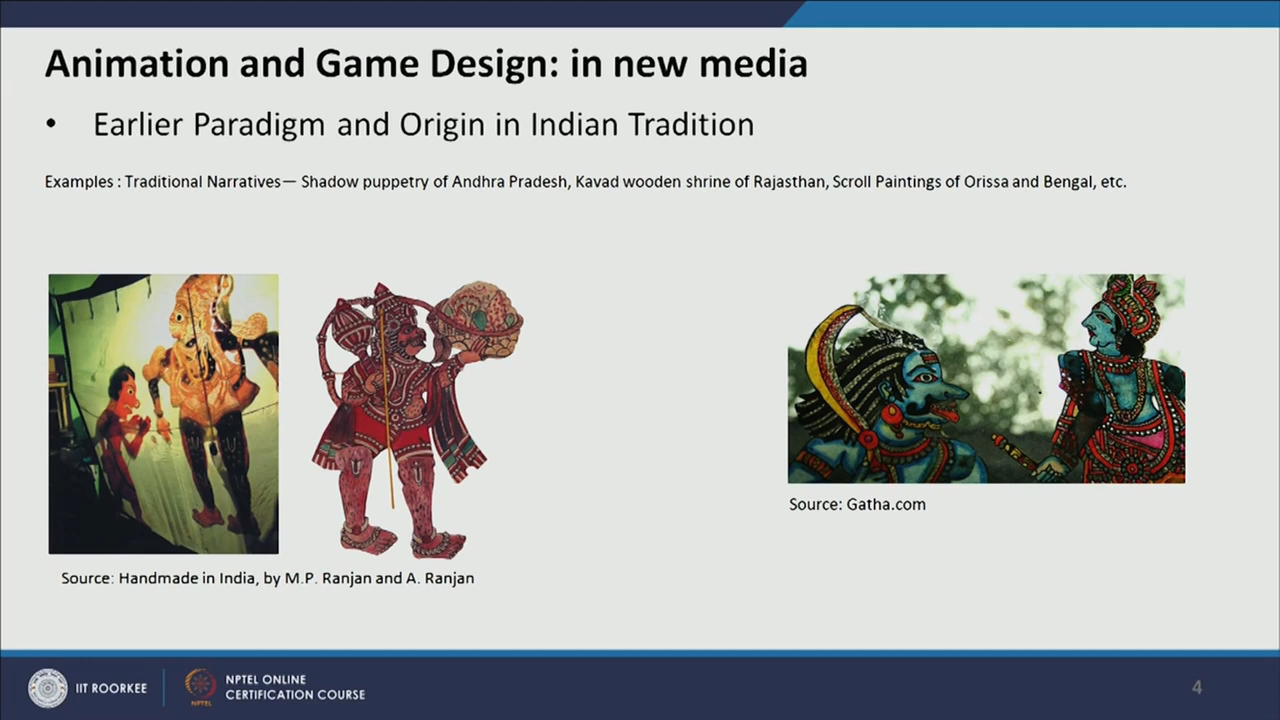 Animation and Game Design: in new media
• Earlier Paradigm and Origin in Indian Tradition
Examples : Traditional Narratives— Shadow puppetry of Andhra Pradesh, Kavad wooden shrine of Rajasthan, Scroll Paintings of Orissa and Bengal, etc.
Source: Gatha.com
Source: Handmade in India, by M.P. Ranjan and A. Ranjan
IIT ROORKEE
NPTEL
NPTEL ONLINE
CERTIFICATION COURSE
4